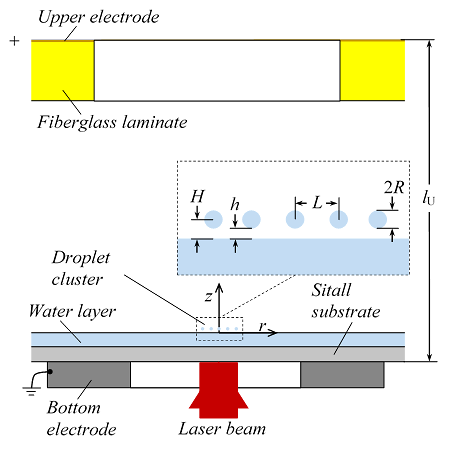 Upper electrode
+
Fiberglass laminate
l_U
H
h
L
2R
Droplet
cluster
z
Sitall
substrate
Water layer
r
Bottom
electrode
Laser beam